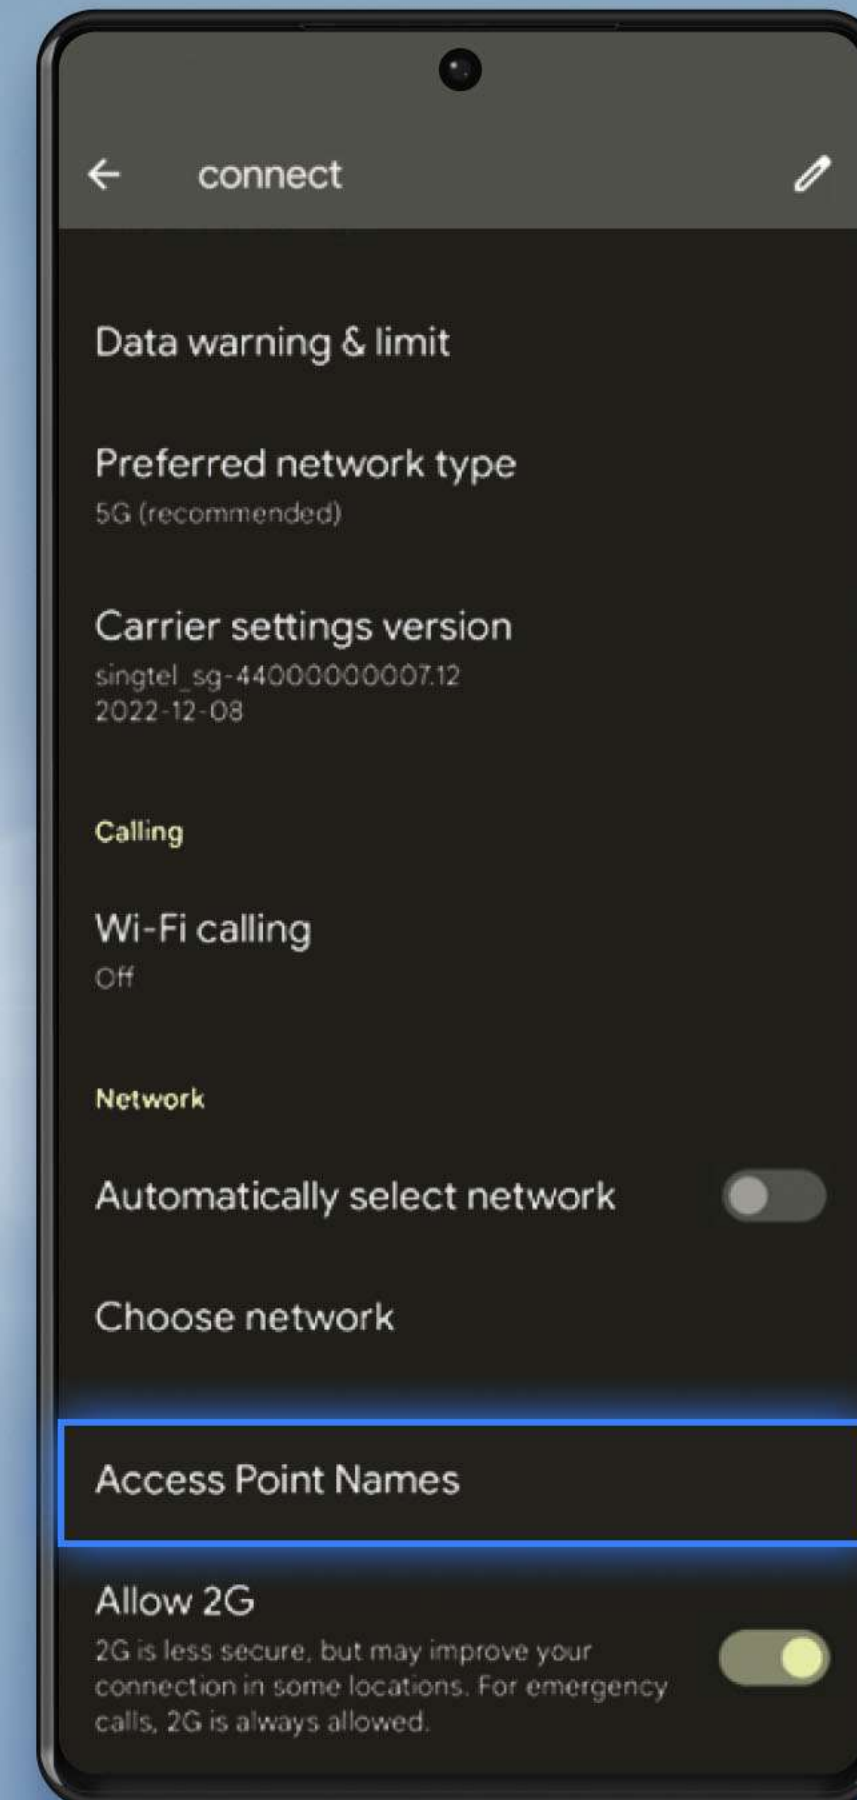 connect
Data warning & limit
Preferred network type
5G (recommended)
Carrier settings version
singtel_sg-44000000007.12
2022-12-08
Calling
Wi-Fi calling
Off
Network
Automatically select network
Choose network
Access Point Names
Allow 2G
2G is less secure, but may improve your
connection in some locations. For emergency
calls, 2G is always allowed.